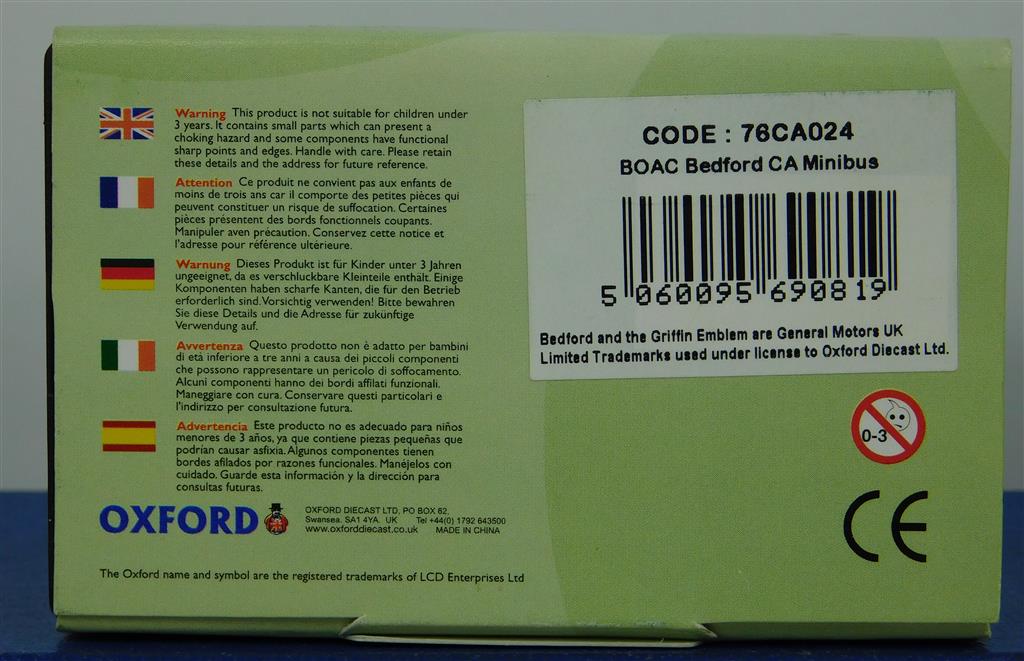 Warning This product is not suitable for children under
3 years. It contains small parts which can present a
choking hazard and some components have functional
sharp points and edges. Handle with care. Please retain
these details and the address for future reference.
Attention Ce produit ne convient pas aux enfants de
moins de trois ans car il comporte des petites pièces qui
peuvent constituer un risque de suffocation. Certaines
pièces présentent des bords fonctionnels coupants.
Manipuler aven précaution. Conservez cette notice et
l'adresse pour référence ultérieure.
Warnung Dieses Produkt ist für Kinder unter 3 Jahren
ungeeignet, da es verschluckbare Kleinteile enthält. Einige
Komponenten haben scharfe Kanten, die für den Betrieb
erforderlich sind. Vorsichtig verwenden! Bitte bewahren
Sie diese Details und die Adresse für zukünftige
Verwendung auf.
Avvertenza Questo prodotto non è adatto per bambini
di età inferiore a tre anni a causa dei piccoli componenti
che possono rappresentare un pericolo di soffocamento.
Alcuni componenti hanno dei bordi affilati funzionali.
Maneggiare con cura. Conservare questi particolari e
l'indirizzo per consultazione futura.
Advertencia Este producto no es adecuado para niños
menores de 3 años, ya que contiene piezas pequeñas que
podrían causar asfixia. Algunos componentes tienen
bordes afilados por razones funcionales. Manéjelos con
cuidado. Guarde esta información y la dirección para
consultas futuras.
OXFORD
OXFORD DIECAST LTD, PO BOX 62,
Swansea. SA1 4YA. UK Tel +44(0) 1792 643500
www.oxforddiecast.co.uk MADE IN CHINA
The Oxford name and symbol are the registered trademarks of LCD Enterprises Ltd
CODE : 76CA024
BOAC Bedford CA Minibus
5 060095 690819
Bedford and the Griffin Emblem are General Motors UK
Limited Trademarks used under license to Oxford Diecast Ltd.
0-3
CE